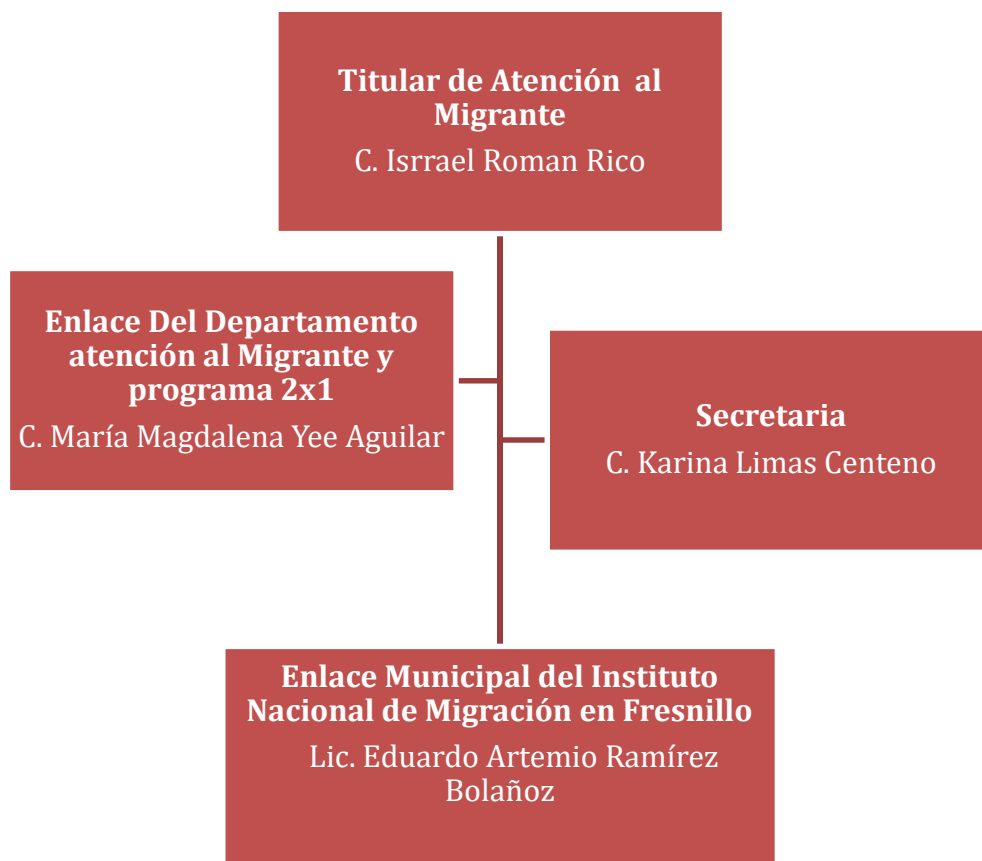 Titular de Atención al
Migrante
C. Isrrael Roman Rico
Enlace Del Departamento
atención al Migrante y
programa 2x1
C. María Magdalena Yee Aguilar
Secretaria
C. Karina Limas Centeno
Enlace Municipal del Instituto
Nacional de Migración en Fresnillo
Lic. Eduardo Artemio Ramírez
Bolañoz